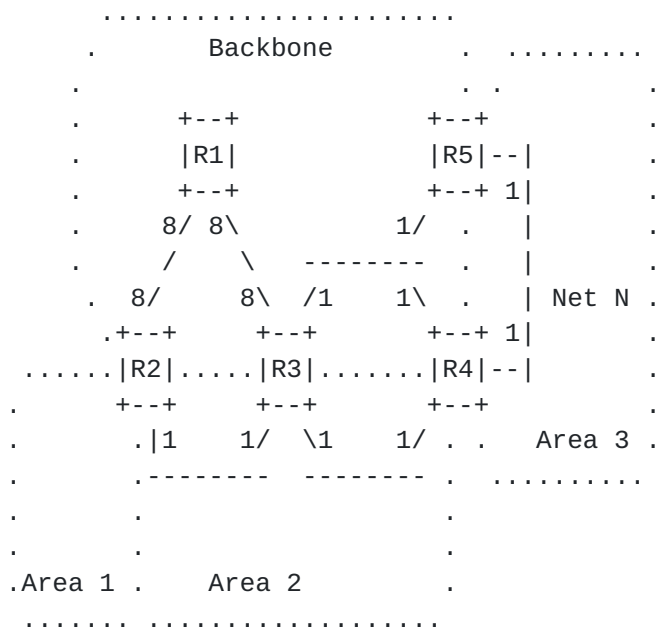 .......................
     .       Backbone        .  .........
    .                        . .         .
    .      +--+            +--+          .
    .      |R1|            |R5|--|       .
    .      +--+            +--+ 1|       .
    .     8/ 8\          1/  .   |       .
    .     /    \   --------  .   |       .
     .  8/     8\  /1    1\  .   | Net N .
      .+--+     +--+       +--+ 1|       .
 ......|R2|.....|R3|.......|R4|--|       .
.      +--+     +--+       +--+          .
.       .|1    1/  \1    1/ . .   Area 3 .
.       .--------  -------- .  ..........
.       .                   .
.       .                   .
.Area 1 .    Area 2         .
 ....... ...................